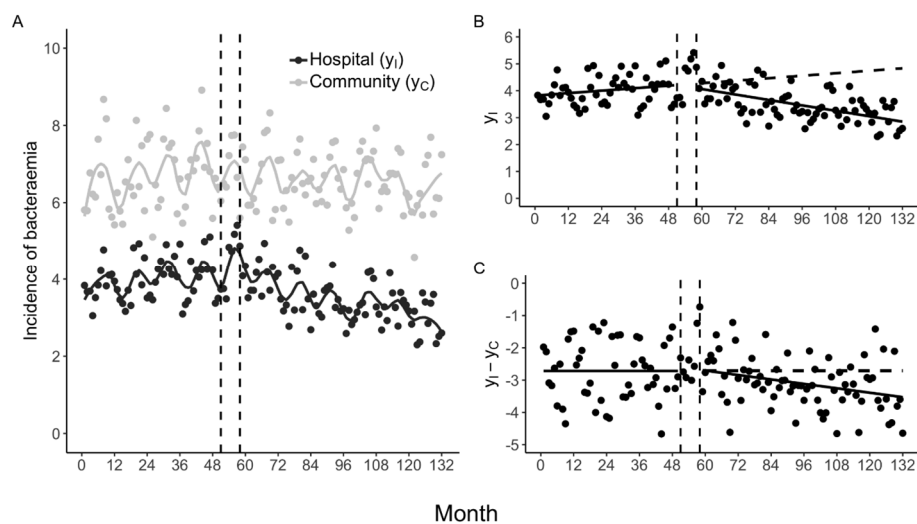 A
Incidence of bacteraemia
10
8
6
4
2
0
Hospital (yI)
Community (yC)
0 12 24 36 48 60 72 84 96 108 120 132
B
yI
6
5
4
3
2
1
0
0 12 24 36 48 60 72 84 96 108 120 132
C
yI − yC
0
-1
-2
-3
-4
-5
0 12 24 36 48 60 72 84 96 108 120 132
Month